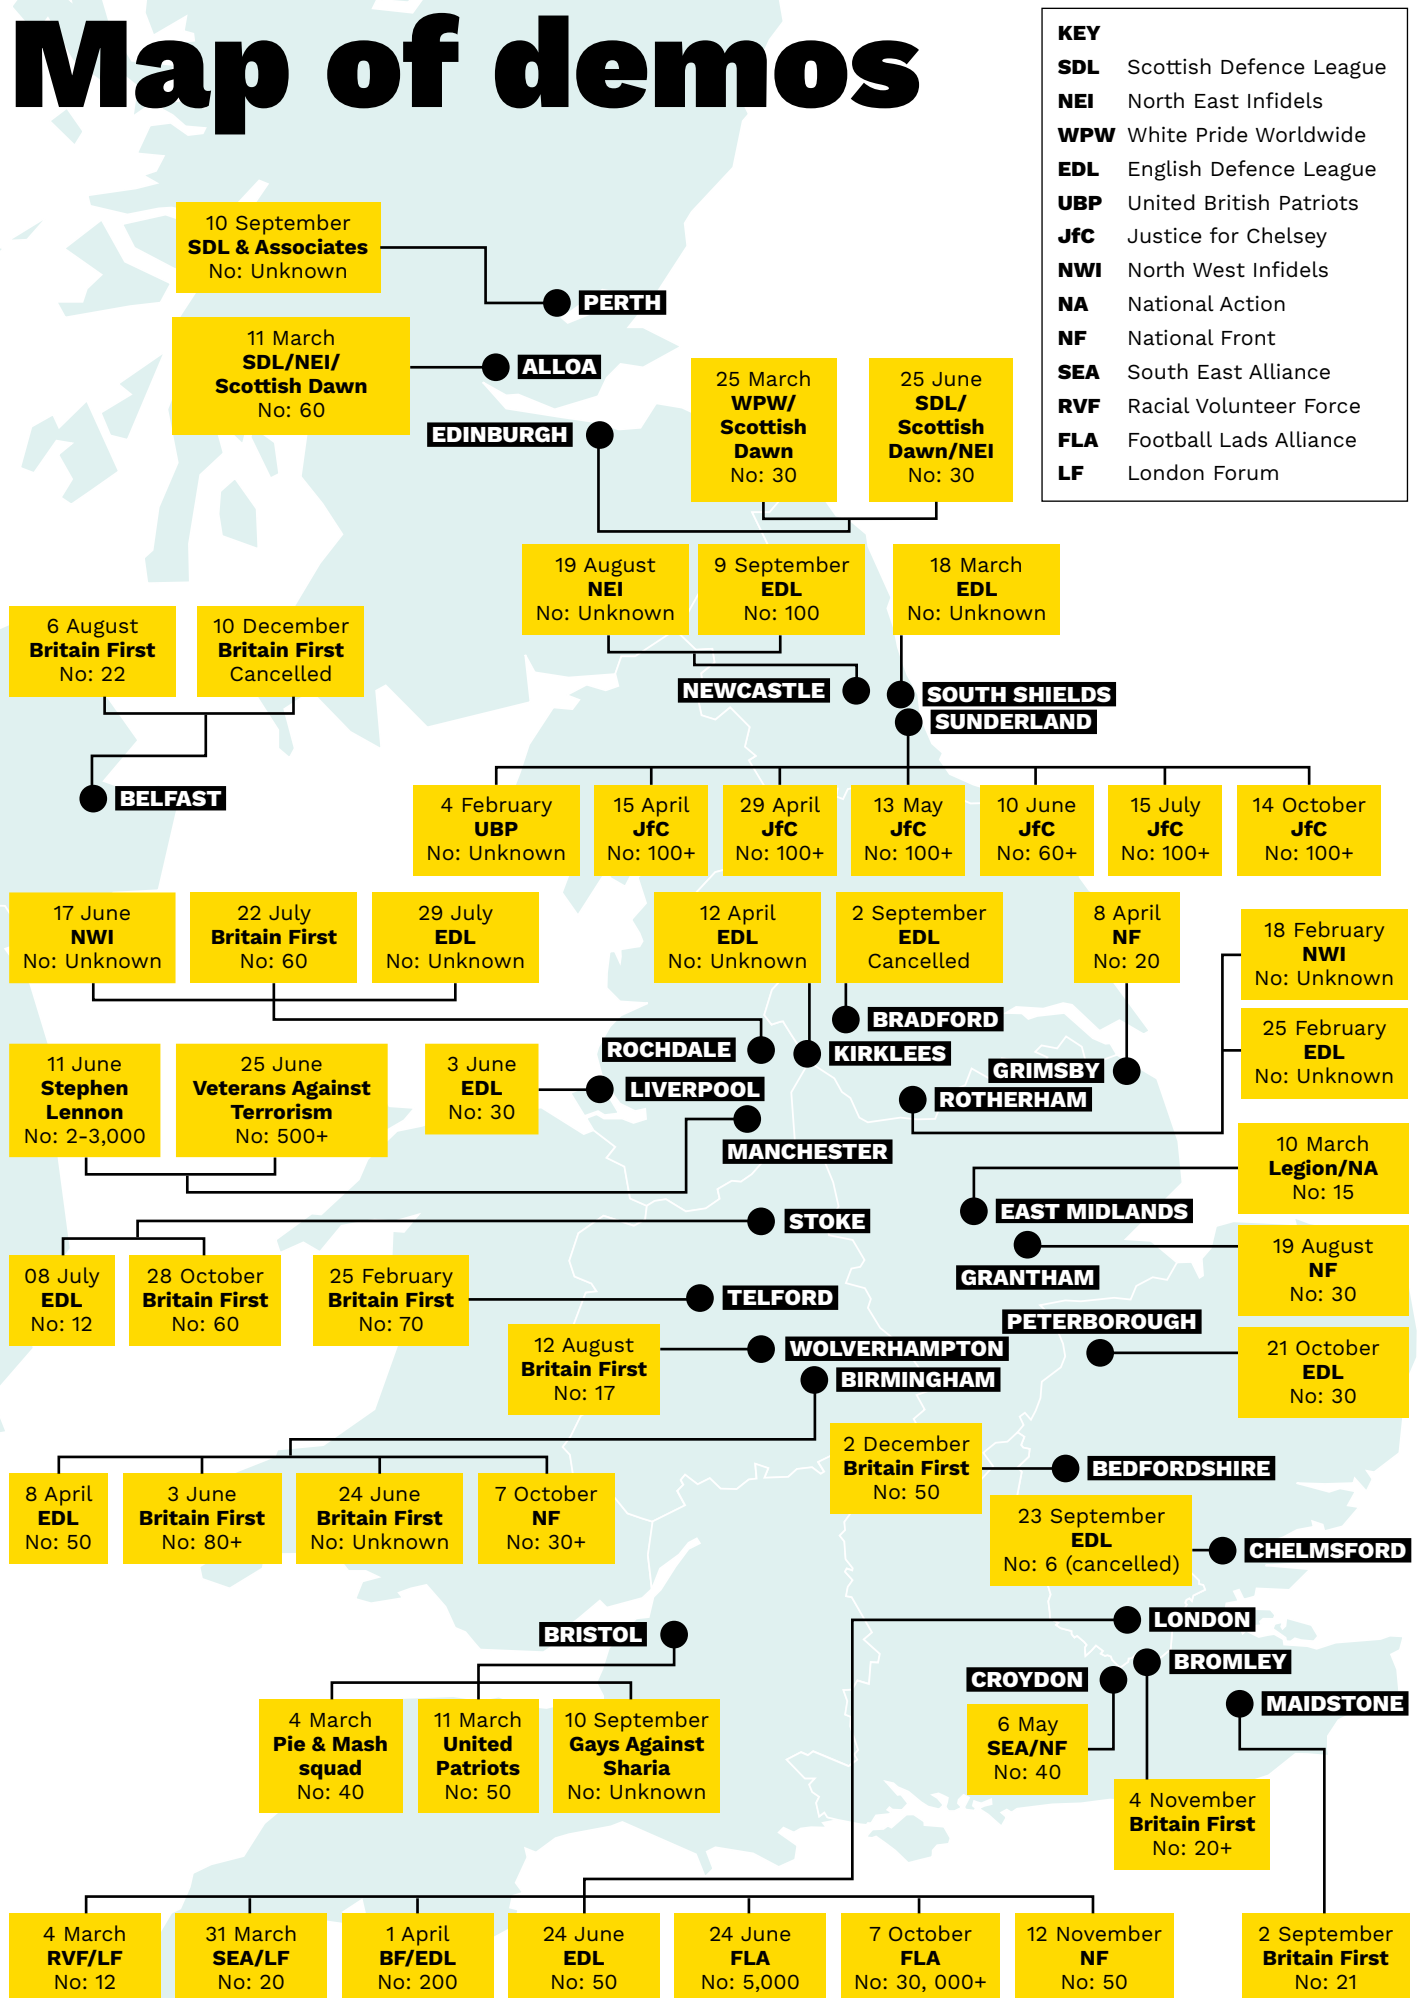 Map of demos
KEY
SDL Scottish Defence League
NEI North East Infidels
WPW White Pride Worldwide
EDL English Defence League
UBP United British Patriots
JfC Justice for Chelsey
NWI North West Infidels
NA National Action
NF National Front
SEA South East Alliance
RVF Racial Volunteer Force
FLA Football Lads Alliance
LF London Forum
10 September
SDL & Associates
No: Unknown
PERTH
11 March
SDL/NEI/
Scottish Dawn
No: 60
ALLOA
EDINBURGH
25 March
WPW/
Scottish
Dawn
No: 30
25 June
SDL/
Scottish
Dawn/NEI
No: 30
19 August
NEI
No: Unknown
9 September
EDL
No: 100
18 March
EDL
No: Unknown
6 August
Britain First
No: 22
10 December
Britain First
Cancelled
NEWCASTLE
SOUTH SHIELDS
SUNDERLAND
BELFAST
4 February
UBP
No: Unknown
15 April
JfC
No: 100+
29 April
JfC
No: 100+
13 May
JfC
No: 100+
10 June
JfC
No: 60+
15 July
JfC
No: 100+
14 October
JfC
No: 100+
17 June
NWI
No: Unknown
22 July
Britain First
No: 60
29 July
EDL
No: Unknown
12 April
EDL
No: Unknown
2 September
EDL
Cancelled
8 April
NF
No: 20
18 February
NWI
No: Unknown
25 February
EDL
No: Unknown
BRADFORD
ROCHDALE
KIRKLEES
GRIMSBY
ROTHERHAM
11 June
Stephen
Lennon
No: 2-3,000
25 June
Veterans Against
Terrorism
No: 500+
3 June
EDL
No: 30
LIVERPOOL
MANCHESTER
10 March
Legion/NA
No: 15
EAST MIDLANDS
STOKE
19 August
NF
No: 30
GRANTHAM
08 July
EDL
No: 12
28 October
Britain First
No: 60
25 February
Britain First
No: 70
TELFORD
PETERBOROUGH
21 October
EDL
No: 30
12 August
Britain First
No: 17
WOLVERHAMPTON
BIRMINGHAM
2 December
Britain First
No: 50
BEDFORDSHIRE
8 April
EDL
No: 50
3 June
Britain First
No: 80+
24 June
Britain First
No: Unknown
7 October
NF
No: 30+
23 September
EDL
No: 6 (cancelled)
CHELMSFORD
LONDON
BRISTOL
BROMLEY
CROYDON
MAIDSTONE
4 March
Pie & Mash
squad
No: 40
11 March
United
Patriots
No: 50
10 September
Gays Against
Sharia
No: Unknown
6 May
SEA/NF
No: 40
4 November
Britain First
No: 20+
4 March
RVF/LF
No: 12
31 March
SEA/LF
No: 20
1 April
BF/EDL
No: 200
24 June
EDL
No: 50
24 June
FLA
No: 5,000
7 October
FLA
No: 30, 000+
12 November
NF
No: 50
2 September
Britain First
No: 21